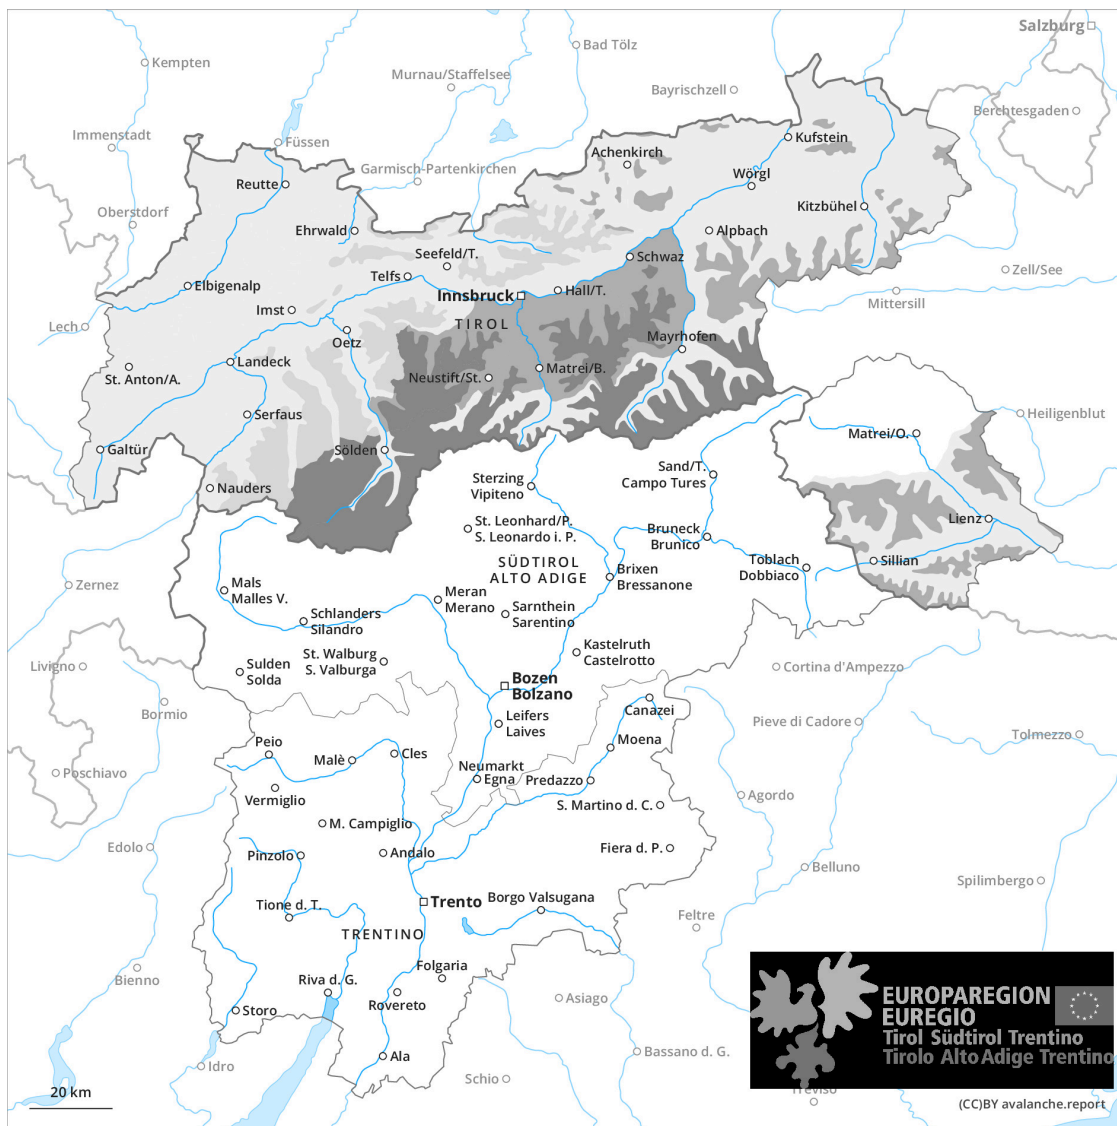 Salzburg
Bad Tölz
Kempten
Murnau/Staffelsee
Bayrischzell
Berchtesgaden
Immenstadt
Füssen
Kufstein
Achenkirch
Garmisch-Partenkirchen
Wörgl
Reutte
Oberstdorf
Kitzbühel
Ehrwald
Alpbach
Seefeld/T.
Schwaz
Zell/See
Telfs
Elbigenalp
Hall/T.
Innsbruck
Mittersill
Imst
Lech
TIROL
Oetz
Mayrhofen
Landeck
Matrei/B.
St. Anton/A.
Neustift/St.
Serfaus
Heiligenblut
Matrei/O.
Galtür
Sölden
Sand/T.
Campo Tures
Sterzing
Vipiteno
Nauders
Lienz
St. Leonhard/P.
S. Leonardo i. P.
Bruneck
Brunico
SÜDTIROL
ALTO ADIGE
Toblach
Dobbiaco
Sillian
Brixen
Bressanone
Zernez
Mals
Malles V.
Meran
Merano
Schlanders
Silandro
Sarnthein
Sarentino
Kastelruth
Castelrotto
St. Walburg
S. Valburga
Livigno
Sulden
Solda
Cortina d'Ampezzo
Bozen
Bolzano
Canazei
Bormio
Leifers
Laives
Pieve di Cadore
Tolmezzo
Moena
Peio
Cles
Malè
Neumarkt
Egna
Predazzo
Poschiavo
Vermiglio
Agordo
S. Martino d. C.
M. Campiglio
Edolo
Pinzolo
Andalo
Fiera d. P.
Belluno
Spilimbergo
Trento
Borgo Valsugana
Tione d. T.
Feltre
TRENTINO
Bienno
Folgaria
Riva d. G.
Rovereto
Asiago
Storo
EUROPAREGION
EUREGIO
Tirol Südtirol Trentino
Tirolo Alto Adige Trentino
Ala
Bassano d. G.
Idro
Schio
Treviso
20 km
(CC)BY avalanche.report